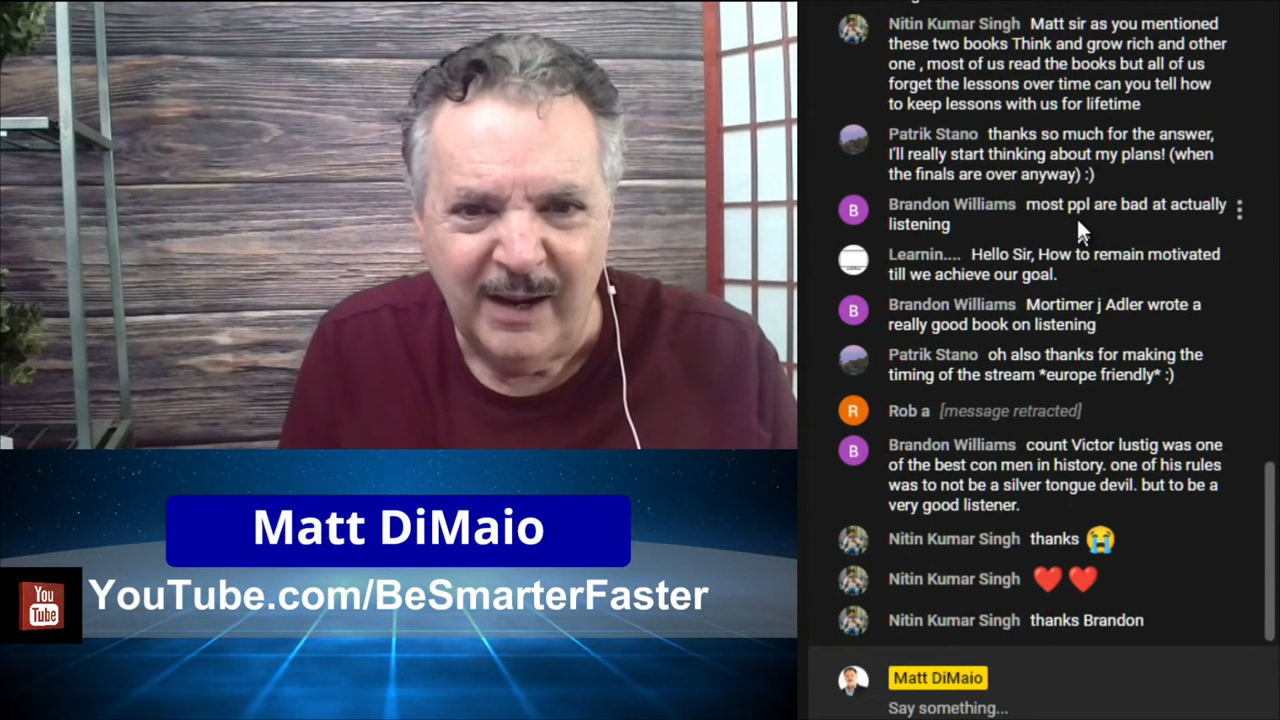 Nitin Kumar Singh Matt sir as you mentioned
these two books Think and grow rich and other
one , most of us read the books but all of us
forget the lessons over time can you tell how
to keep lessons with us for lifetime
Patrik Stano thanks so much for the answer,
I'll really start thinking about my plans! (when
the finals are over anyway) :)
B
Brandon Williams most ppl are bad at actually
listening
Learnin.... Hello Sir, How to remain motivated
till we achieve our goal.
B
Brandon Williams Mortimer j Adler wrote a
really good book on listening
Patrik Stano oh also thanks for making the
timing of the stream *europe friendly* :)
R
Rob a [message retracted]
B
Brandon Williams count Victor lustig was one
of the best con men in history. one of his rules
was to not be a silver tongue devil. but to be a
very good listener.
Nitin Kumar Singh thanks 😭
Nitin Kumar Singh ❤️❤️
Nitin Kumar Singh thanks Brandon
Matt DiMaio
Say something...
Matt DiMaio
You
Tube
YouTube.com/BeSmarterFaster